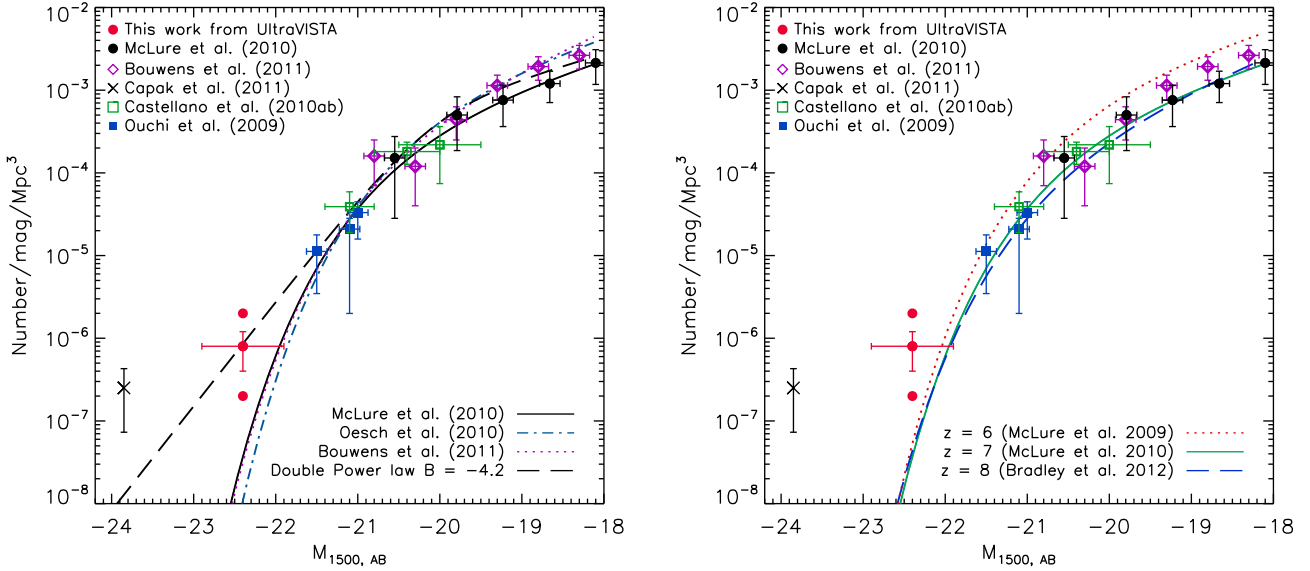 This work from UltraVISTA
McLure et al. (2010)
Bouwens et al. (2011)
Capak et al. (2011)
Castellano et al. (2010ab)
Ouchi et al. (2009)
McLure et al. (2010)
Oesch et al. (2010)
Bouwens et al. (2011)
Double Power law B = −4.2
Number/mag/Mpc³
10⁻²
10⁻³
10⁻⁴
10⁻⁵
10⁻⁶
10⁻⁷
10⁻⁸
−24 −23 −22 −21 −20 −19 −18
M1500, AB
This work from UltraVISTA
McLure et al. (2010)
Bouwens et al. (2011)
Capak et al. (2011)
Castellano et al. (2010ab)
Ouchi et al. (2009)
z = 6 (McLure et al. 2009)
z = 7 (McLure et al. 2010)
z = 8 (Bradley et al. 2012)
Number/mag/Mpc³
10⁻²
10⁻³
10⁻⁴
10⁻⁵
10⁻⁶
10⁻⁷
10⁻⁸
−24 −23 −22 −21 −20 −19 −18
M1500, AB